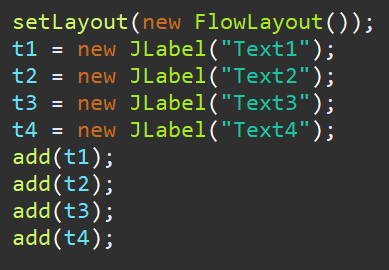 setLayout(new FlowLayout());
t1 = new JLabel("Text1");
t2 = new JLabel("Text2");
t3 = new JLabel("Text3");
t4 = new JLabel("Text4");
add(t1);
add(t2);
add(t3);
add(t4);